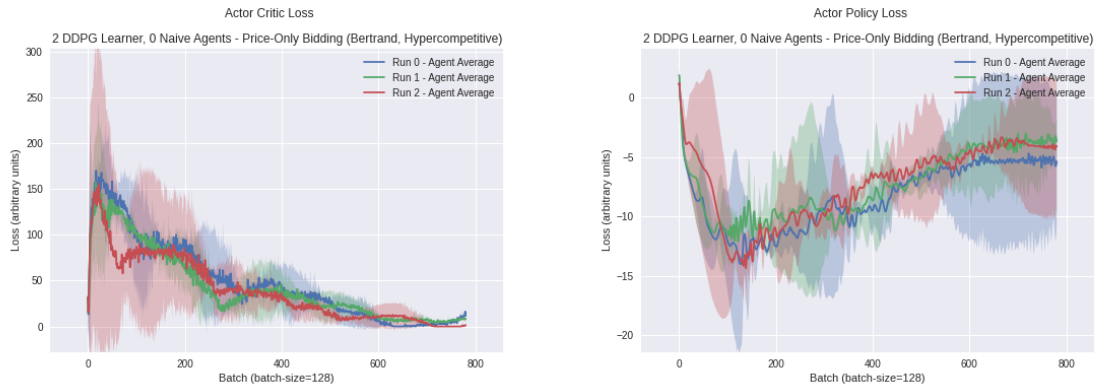 Actor Critic Loss
2 DDPG Learner, 0 Naive Agents - Price-Only Bidding (Bertrand, Hypercompetitive)
Run 0 - Agent Average
Run 1 - Agent Average
Run 2 - Agent Average
300
250
200
150
100
50
0
Loss (arbitrary units)
0 200 400 600 800
Batch (batch-size=128)
Actor Policy Loss
2 DDPG Learner, 0 Naive Agents - Price-Only Bidding (Bertrand, Hypercompetitive)
Run 0 - Agent Average
Run 1 - Agent Average
Run 2 - Agent Average
0
−5
−10
−15
−20
Loss (arbitrary units)
0 200 400 600 800
Batch (batch-size=128)